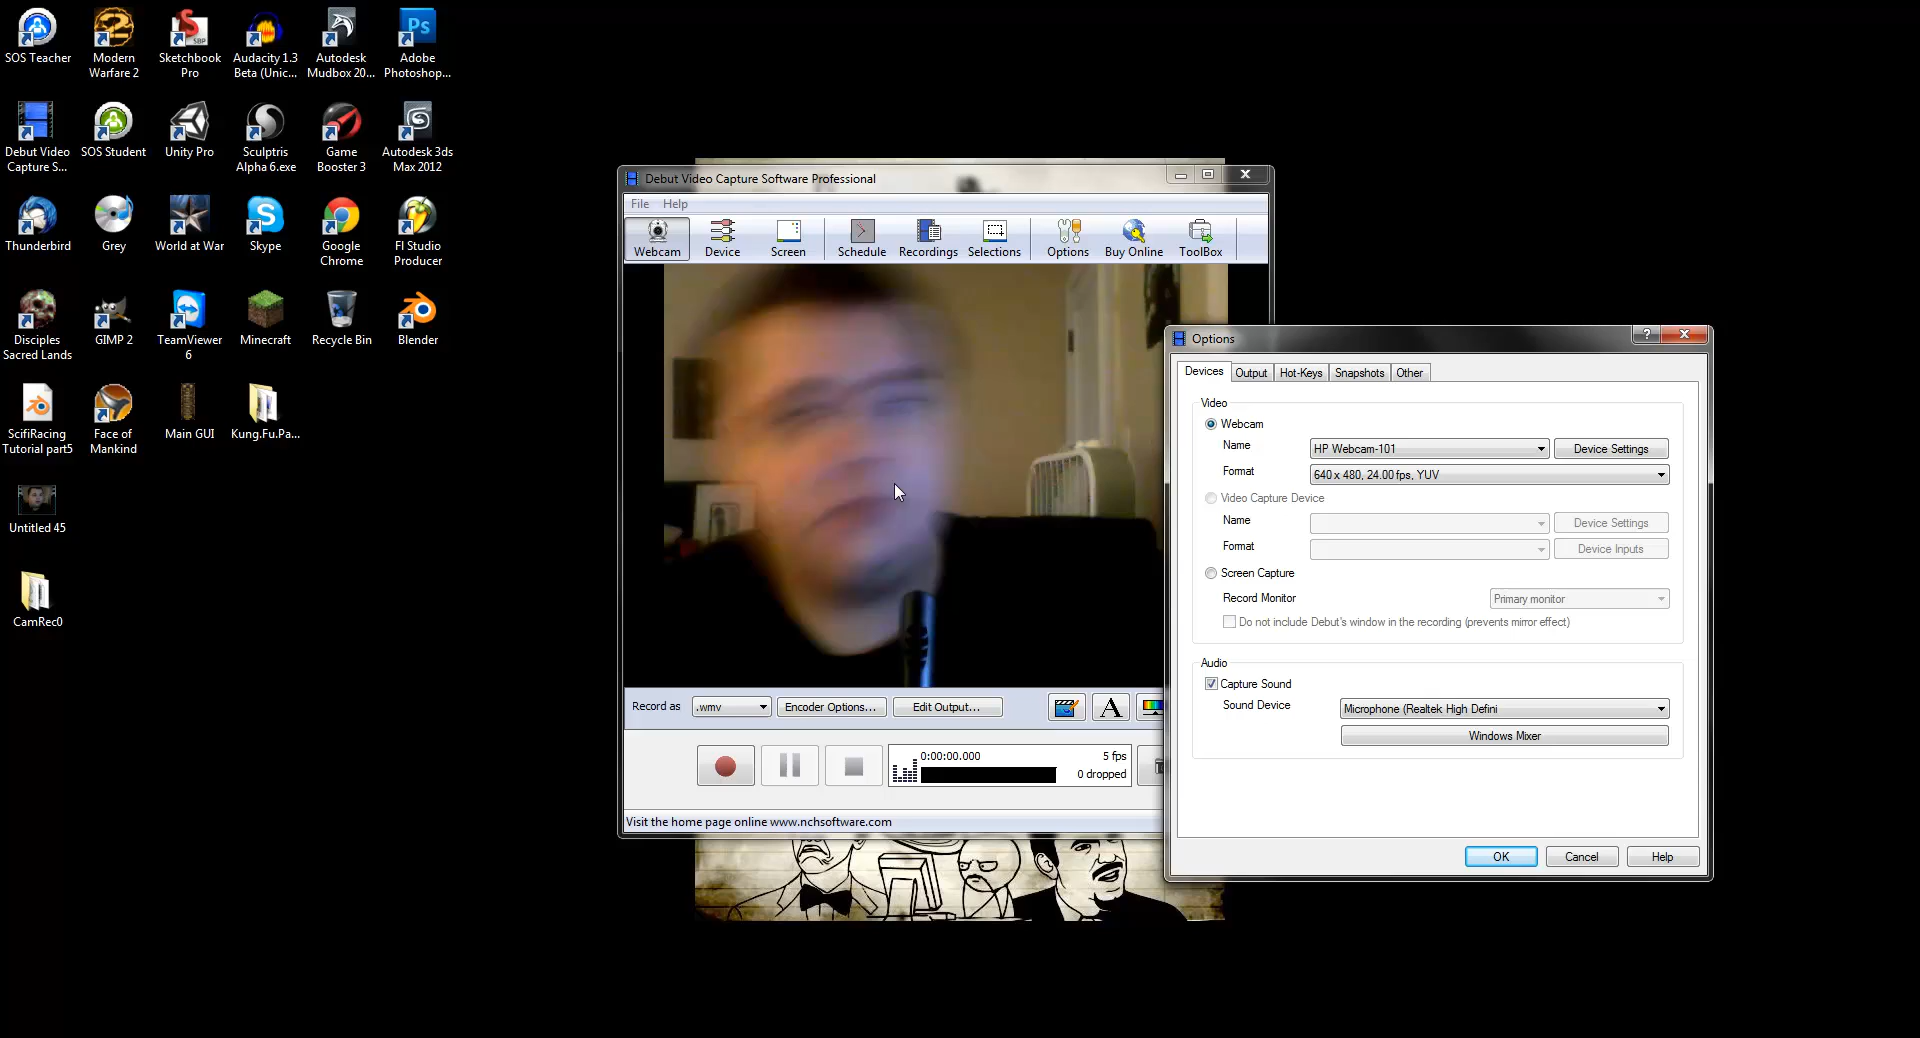 SOS Teacher
Modern
Warfare 2
Sketchbook
Pro
Audacity 1.3
Beta (Unic...
Autodesk
Mudbox 20...
Adobe
Photoshop...
Debut Video
Capture S...
SOS Student
Unity Pro
Sculptris
Alpha 6.exe
Game
Booster 3
Autodesk 3ds
Max 2012
Thunderbird
Grey
World at War
Skype
Google
Chrome
Fl Studio
Producer
Disciples
Sacred Lands
GIMP 2
TeamViewer
6
Minecraft
Recycle Bin
Blender
ScifiRacing
Tutorial part5
Face of
Mankind
Main GUI
Kung.Fu.Pa...
Untitled 45
CamRec0
Debut Video Capture Software Professional
File Help
Webcam Device Screen Schedule Recordings Selections Options Buy Online ToolBox
Record as .wmv Encoder Options... Edit Output... A
0:00:00.000 5 fps
0 dropped
Visit the home page online www.nchsoftware.com
Options
Devices Output Hot-Keys Snapshots Other
Video
Webcam
Name HP Webcam-101 Device Settings
Format 640 x 480, 24.00 fps, YUV
Video Capture Device
Name Device Settings
Format Device Inputs
Screen Capture
Record Monitor Primary monitor
Do not include Debut's window in the recording (prevents mirror effect)
Audio
Capture Sound
Sound Device Microphone (Realtek High Defini
Windows Mixer
OK Cancel Help